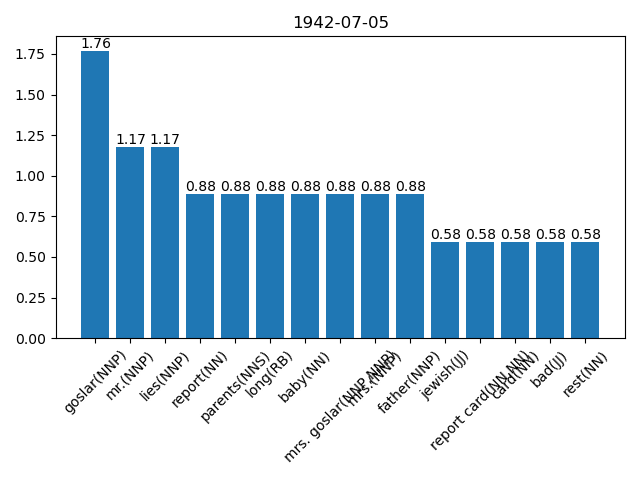 1942-07-05
1.76
1.17 1.17
0.88 0.88 0.88 0.88 0.88 0.88 0.88
0.58 0.58 0.58 0.58 0.58
1.75
1.50
1.25
1.00
0.75
0.50
0.25
0.00
goslar(NNP)
mr.(NNP)
lies(NNP)
report(NN)
parents(NNS)
long(RB)
baby(NN)
mrs. goslar(NNP NNP)
mrs.(NNP)
father(NNP)
jewish(JJ)
report card(NN NN)
card(NN)
bad(JJ)
rest(NN)